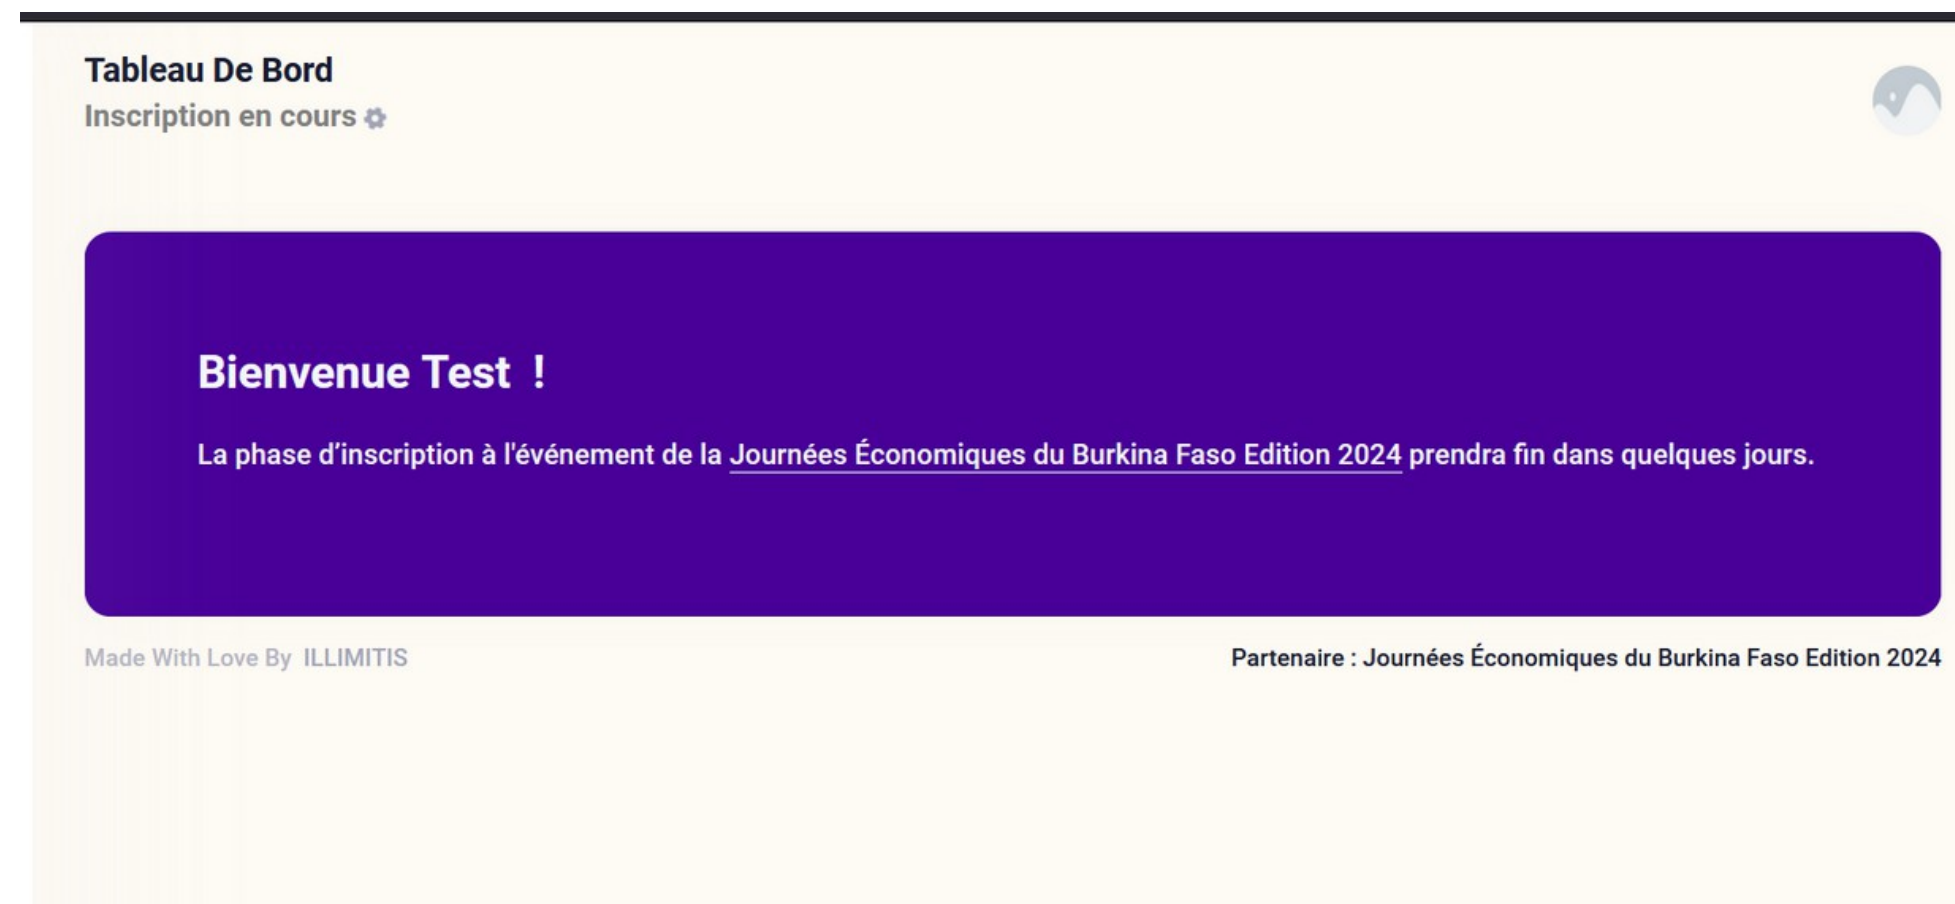 Tableau De Bord
Inscription en cours
Bienvenue Test !
La phase d’inscription à l'événement de la Journées Économiques du Burkina Faso Edition 2024 prendra fin dans quelques jours.
Made With Love By ILLIMITIS
Partenaire : Journées Économiques du Burkina Faso Edition 2024